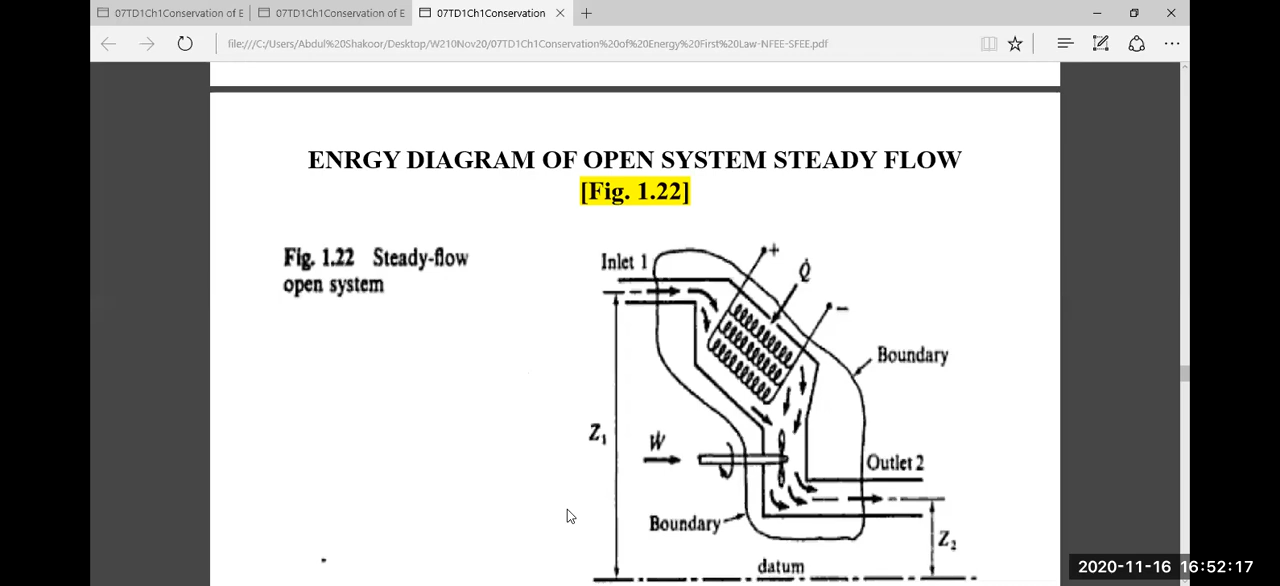 07TD1Ch1Conservation of E
07TD1Ch1Conservation of E
07TD1Ch1Conservation
file:///C:/Users/Abdul%20Shakoor/Desktop/W210Nov20/07TD1Ch1Conservation%20of%20Energy%20First%20Law-NFEE-SFEE.pdf
ENRGY DIAGRAM OF OPEN SYSTEM STEADY FLOW
[Fig. 1.22]
Fig. 1.22 Steady-flow
open system
Inlet 1
+
Q̇
−
Boundary
Z₁
Ẇ
Outlet 2
Boundary
Z₂
datum
2020-11-16 16:52:17